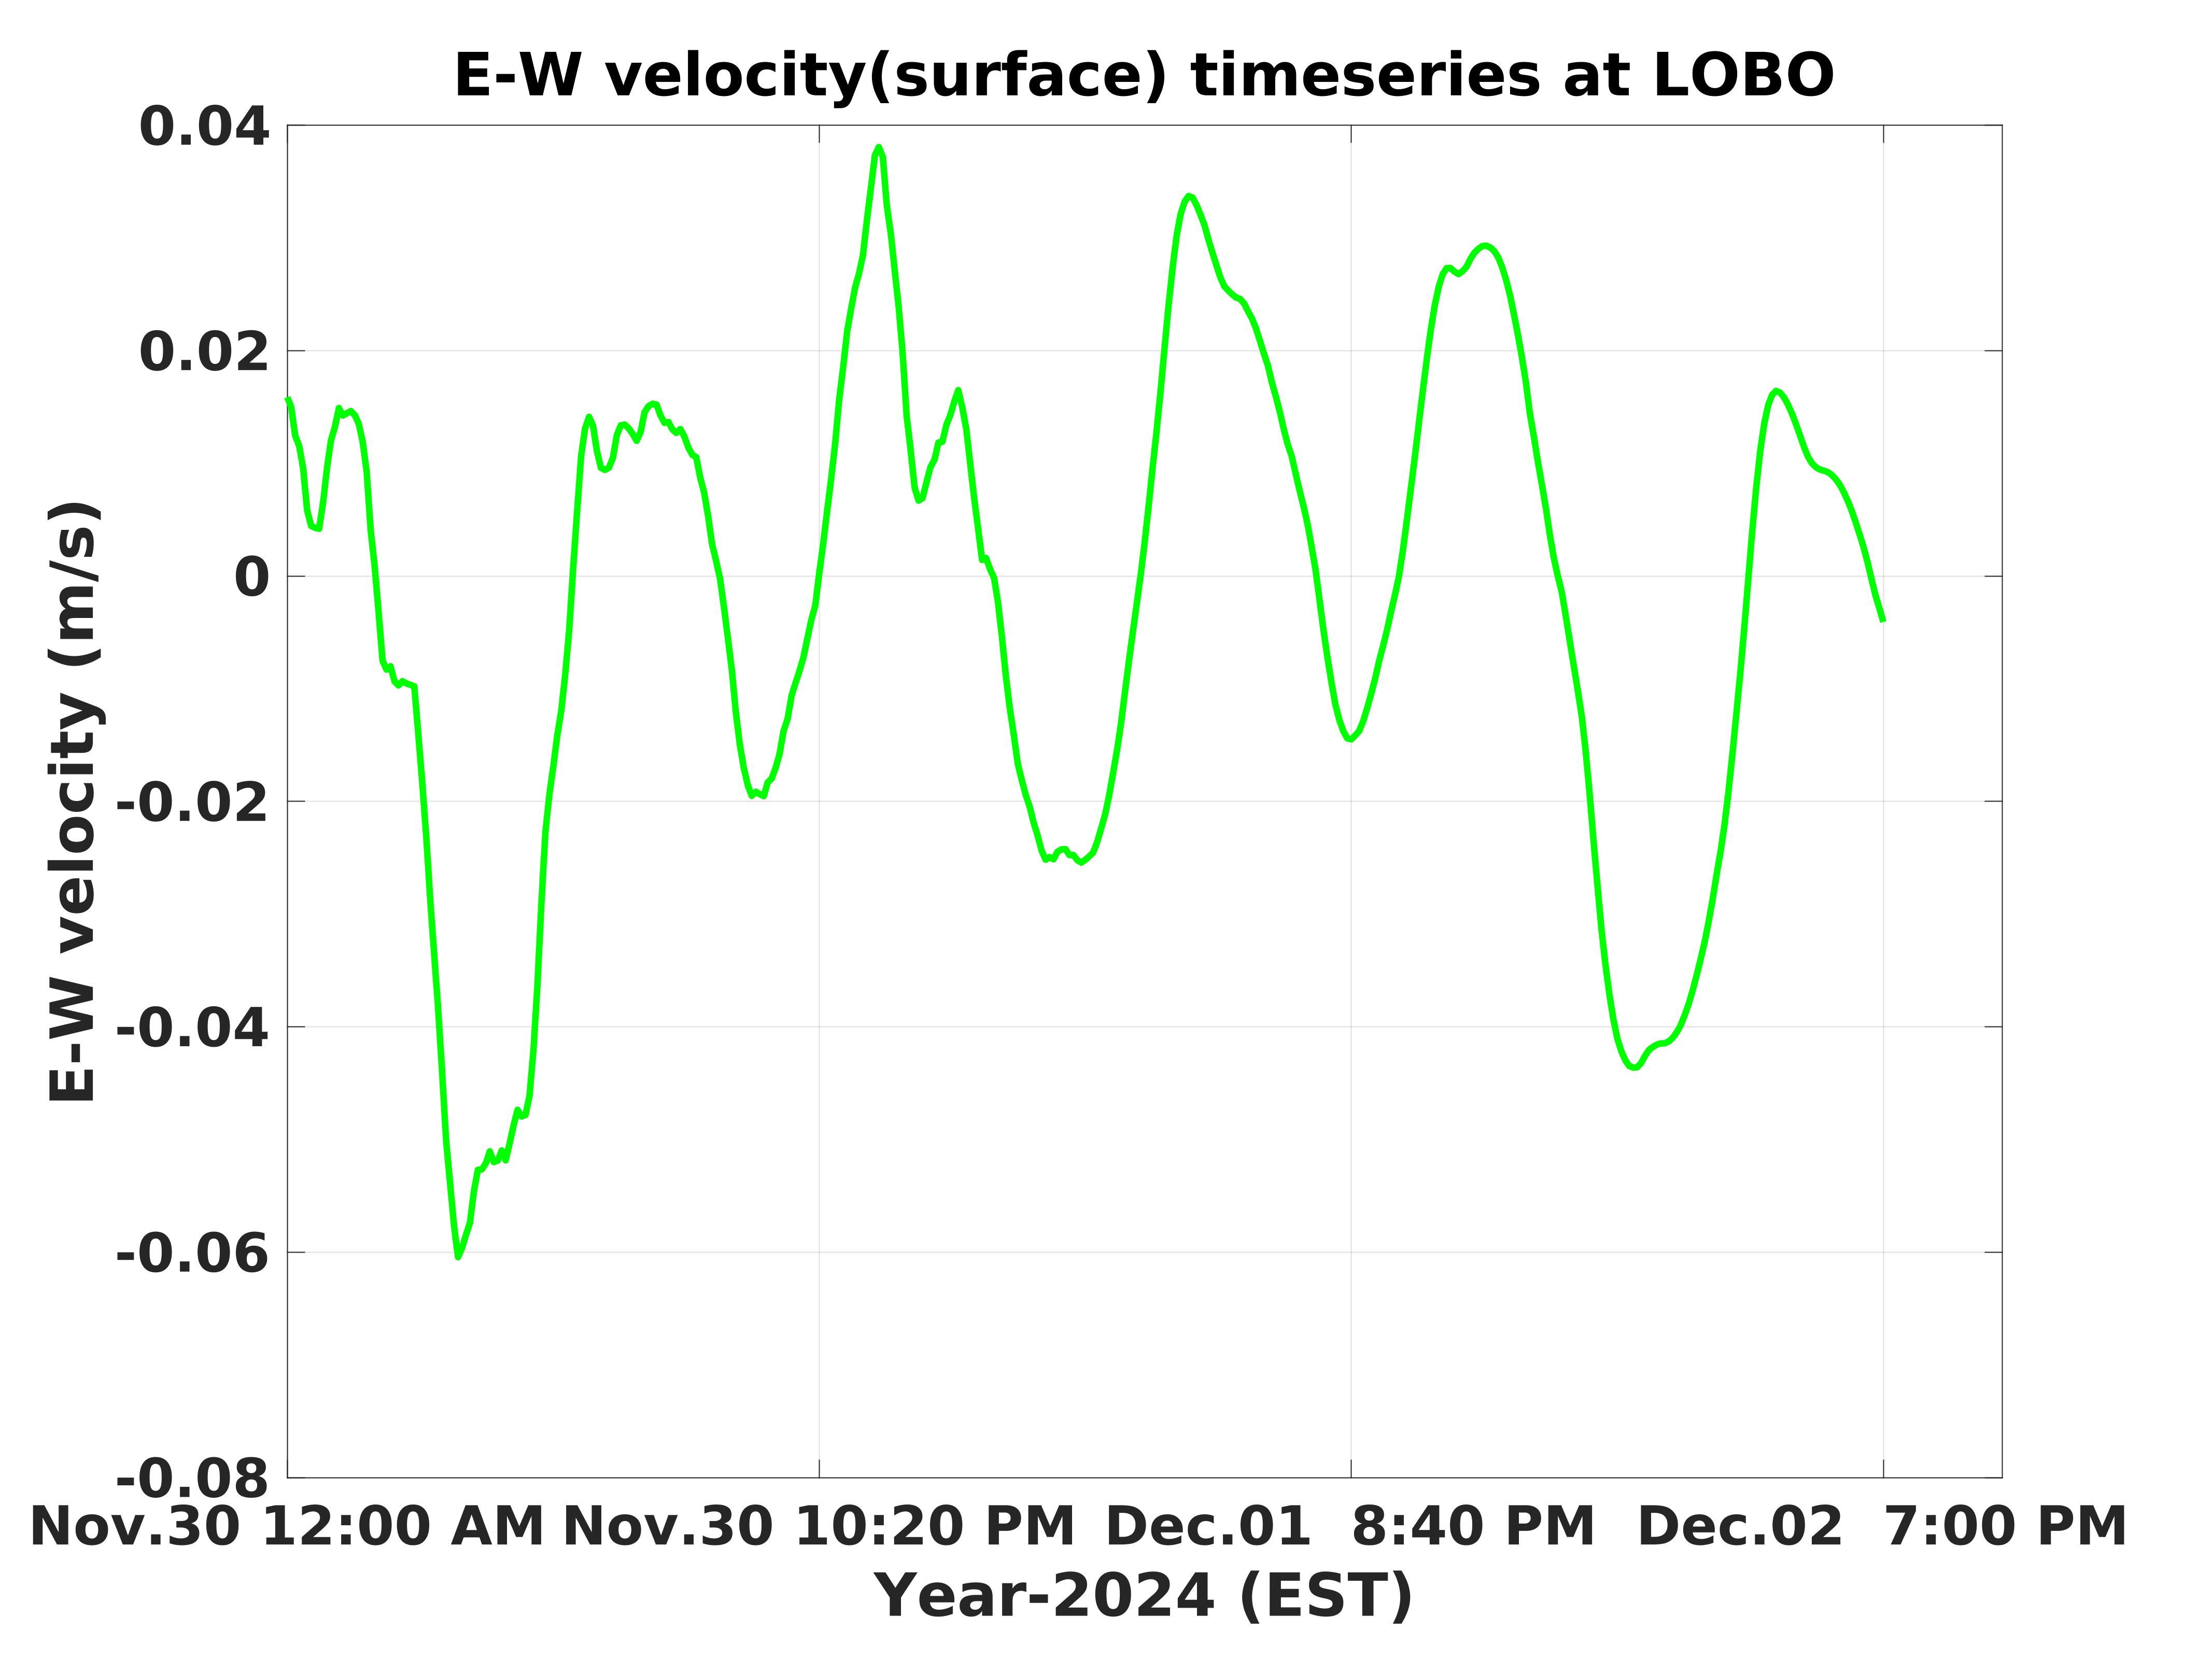 E-W velocity(surface) timeseries at LOBO
0.04
0.02
0
-0.02
-0.04
-0.06
-0.08
E-W velocity (m/s)
Nov.30 12:00 AM Nov.30 10:20 PM Dec.01 8:40 PM Dec.02 7:00 PM
Year-2024 (EST)